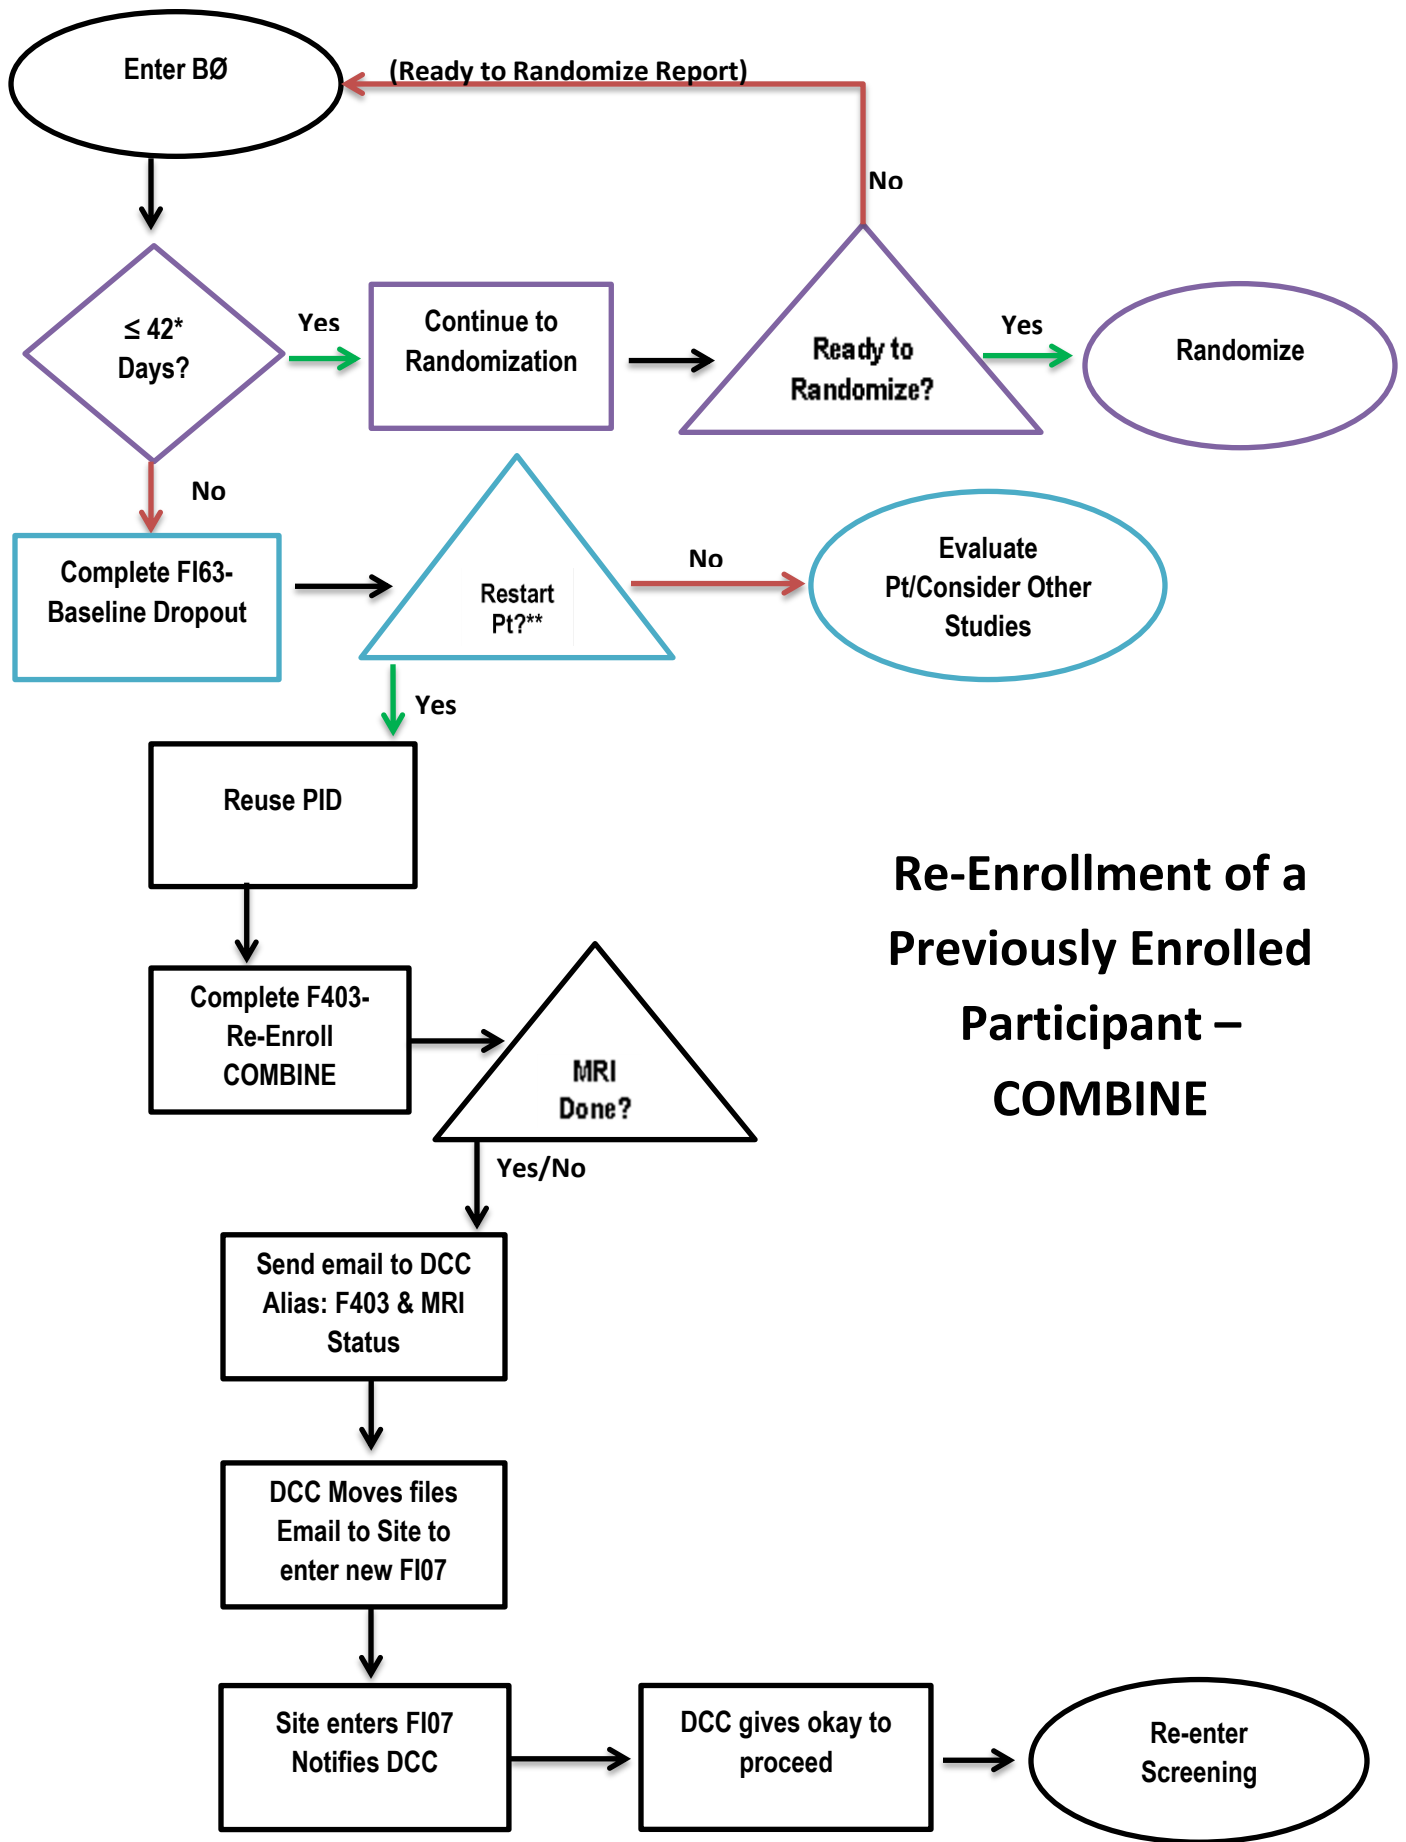 Enter BØ
(Ready to Randomize Report)
No
≤ 42*
Days?
Yes
Continue to
Randomization
Ready to
Randomize?
Yes
Randomize
No
Complete FI63-
Baseline Dropout
Restart
Pt?**
No
Evaluate
Pt/Consider Other
Studies
Yes
Reuse PID
Re-Enrollment of a
Previously Enrolled
Participant –
COMBINE
Complete F403-
Re-Enroll
COMBINE
MRI
Done?
Yes/No
Send email to DCC
Alias: F403 & MRI
Status
DCC Moves files
Email to Site to
enter new FI07
Site enters FI07
Notifies DCC
DCC gives okay to
proceed
Re-enter
Screening